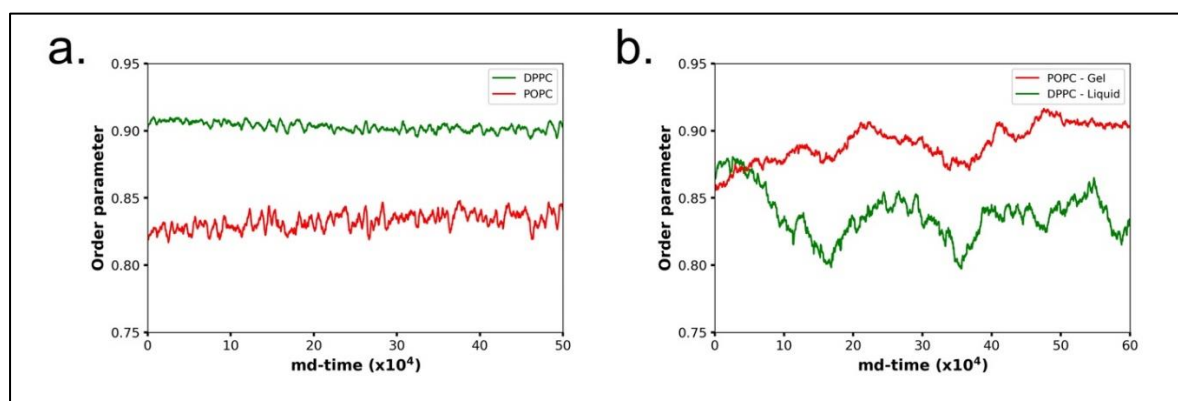 a.
0.95
0.90
0.85
0.80
0.75
Order parameter
DPPC
POPC
0 10 20 30 40 50
md-time (x10⁴)
b.
0.95
0.90
0.85
0.80
0.75
Order parameter
POPC - Gel
DPPC - Liquid
0 10 20 30 40 50 60
md-time (x10⁴)